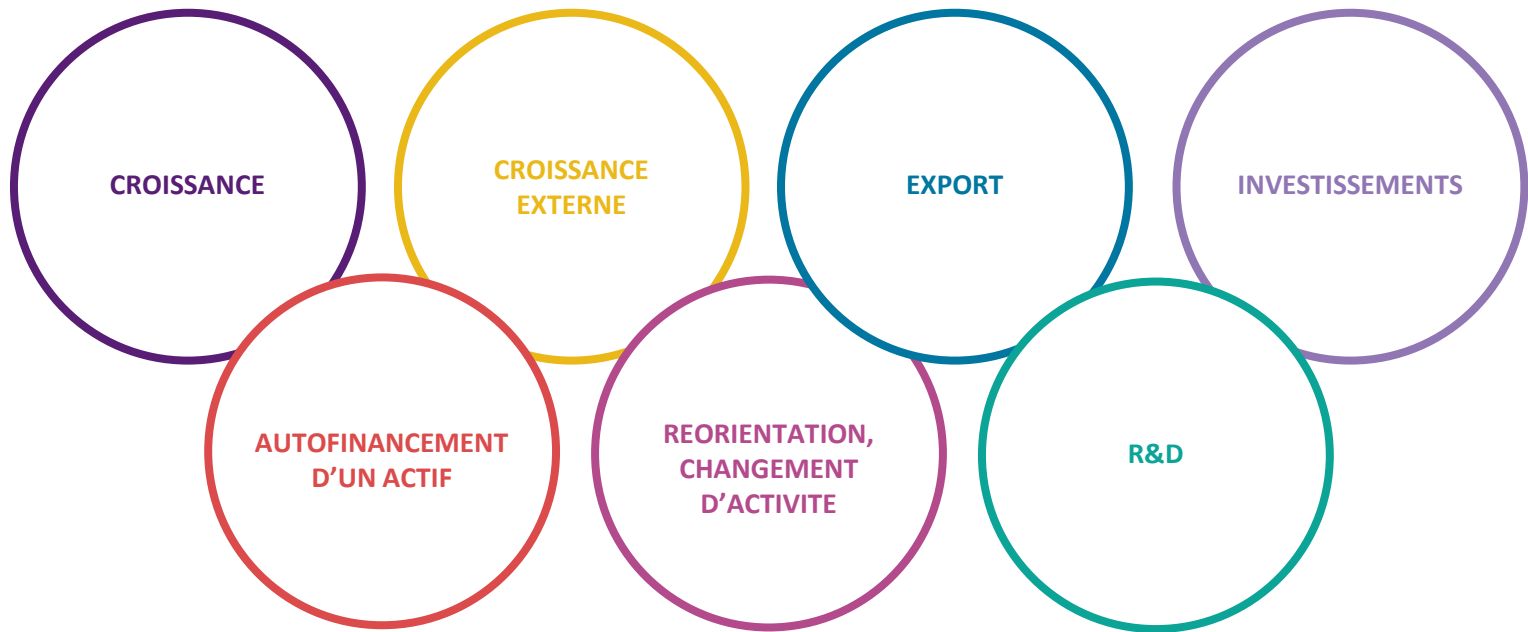 CROISSANCE
CROISSANCE
EXTERNE
EXPORT
INVESTISSEMENTS
AUTOFINANCEMENT
D’UN ACTIF
REORIENTATION,
CHANGEMENT
D’ACTIVITE
R&D